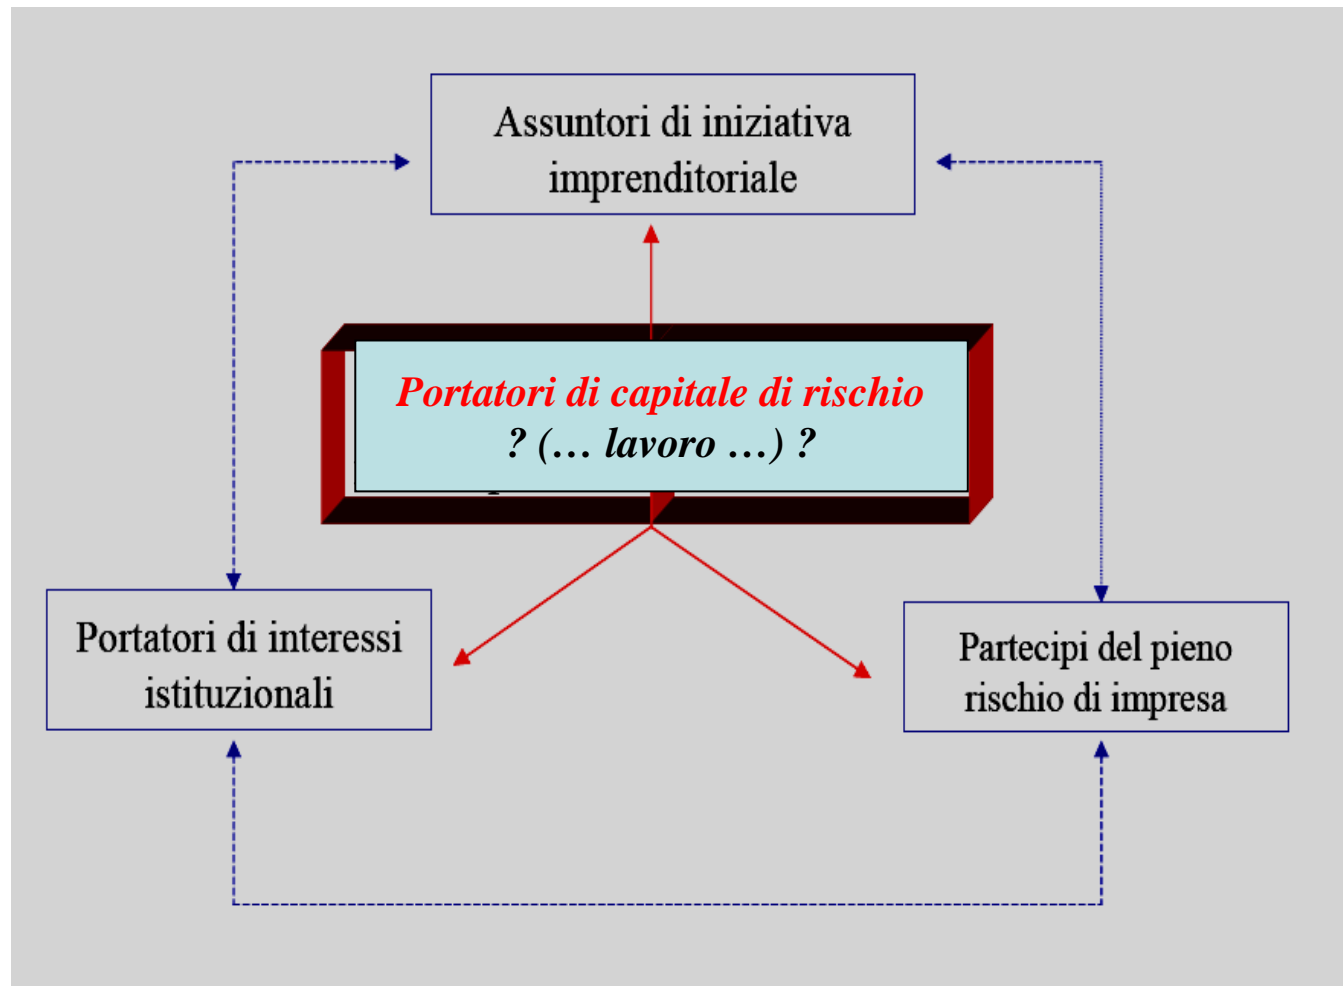 Assuntori di iniziativa
imprenditoriale
Portatori di capitale di rischio
? (… lavoro …) ?
Portatori di interessi
istituzionali
Partecipi del pieno
rischio di impresa